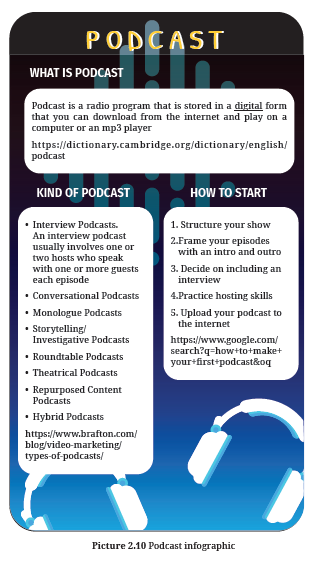 PODCAST
WHAT IS PODCAST
Podcast is a radio program that is stored in a digital form
that you can download from the internet and play on a
computer or an mp3 player
https://dictionary.cambridge.org/dictionary/english/
podcast
KIND OF PODCAST
• Interview Podcasts.
An interview podcast
usually involves one or
two hosts who speak
with one or more guests
each episode
• Conversational Podcasts
• Monologue Podcasts
• Storytelling/
Investigative Podcasts
• Roundtable Podcasts
• Theatrical Podcasts
• Repurposed Content
Podcasts
• Hybrid Podcasts
https://www.brafton.com/
blog/video-marketing/
types-of-podcasts/
HOW TO START
1. Structure your show
2.Frame your episodes
with an intro and outro
3. Decide on including an
interview
4.Practice hosting skills
5. Upload your podcast to
the internet
https://www.google.com/
search?q=how+to+make+
your+first+podcast&oq
Picture 2.10 Podcast infographic